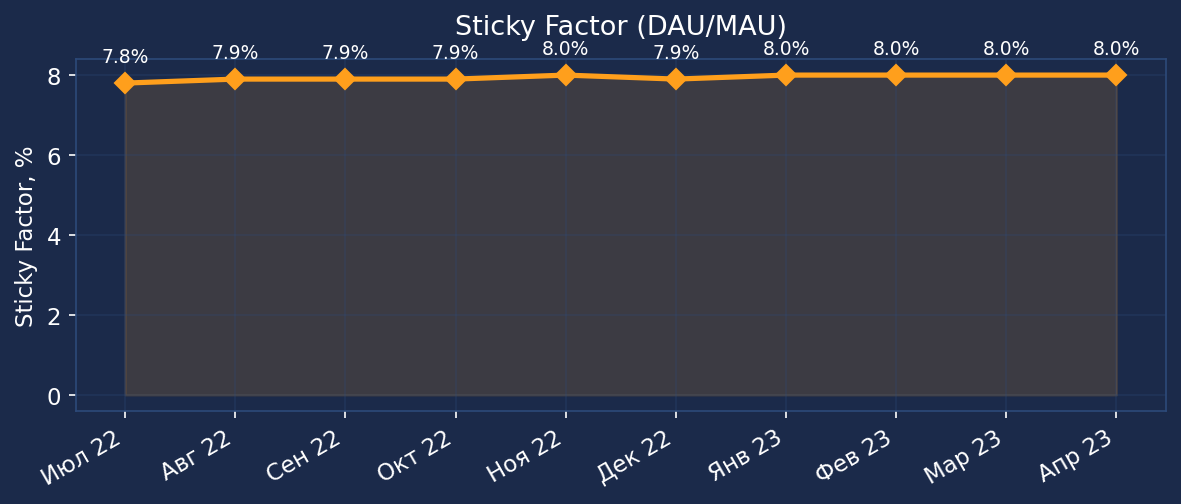 Sticky Factor (DAU/MAU)
7.8% 7.9% 7.9% 7.9% 8.0% 7.9% 8.0% 8.0% 8.0% 8.0%
Sticky Factor, %
8
6
4
2
0
Июл 22 Авг 22 Сен 22 Окт 22 Ноя 22 Дек 22 Янв 23 Фев 23 Мар 23 Апр 23